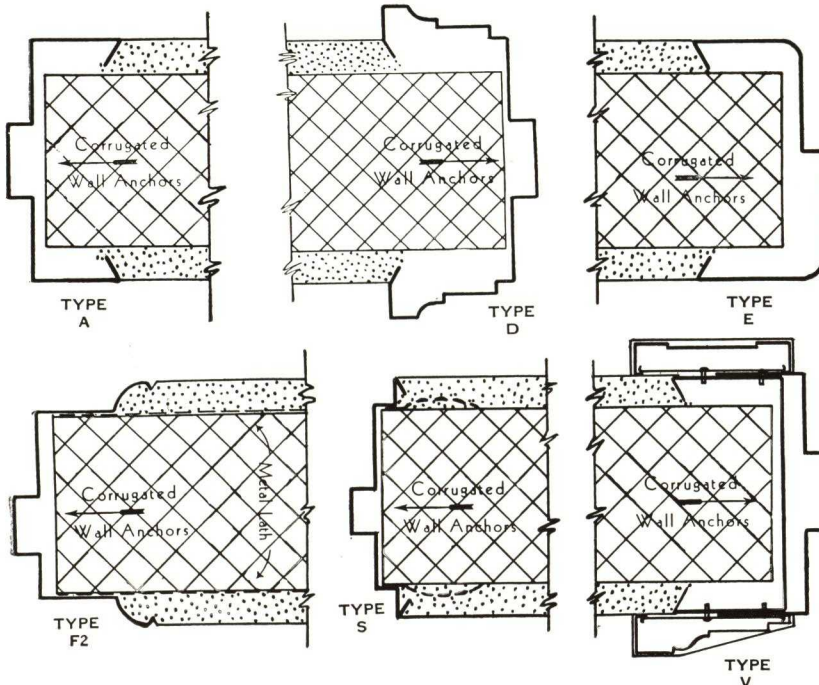 Corrugated
Wall Anchors
TYPE
A
Corrugated
Wall Anchors
TYPE
D
Corrugated
Wall Anchors
TYPE
E
Corrugated
Wall Anchors
Metal Lath
TYPE
F2
Corrugated
Wall Anchors
TYPE
S
Corrugated
Wall Anchors
TYPE
V